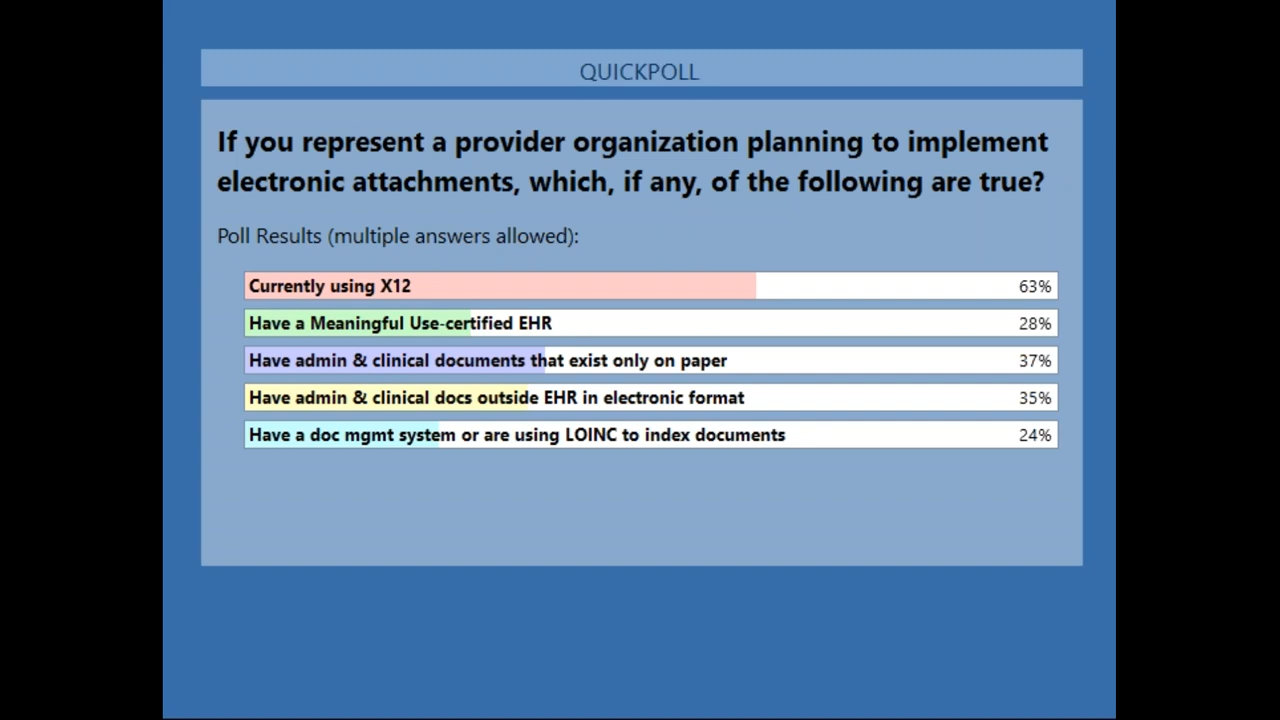 QUICKPOLL
If you represent a provider organization planning to implement
electronic attachments, which, if any, of the following are true?
Poll Results (multiple answers allowed):
Currently using X12 63%
Have a Meaningful Use-certified EHR 28%
Have admin & clinical documents that exist only on paper 37%
Have admin & clinical docs outside EHR in electronic format 35%
Have a doc mgmt system or are using LOINC to index documents 24%